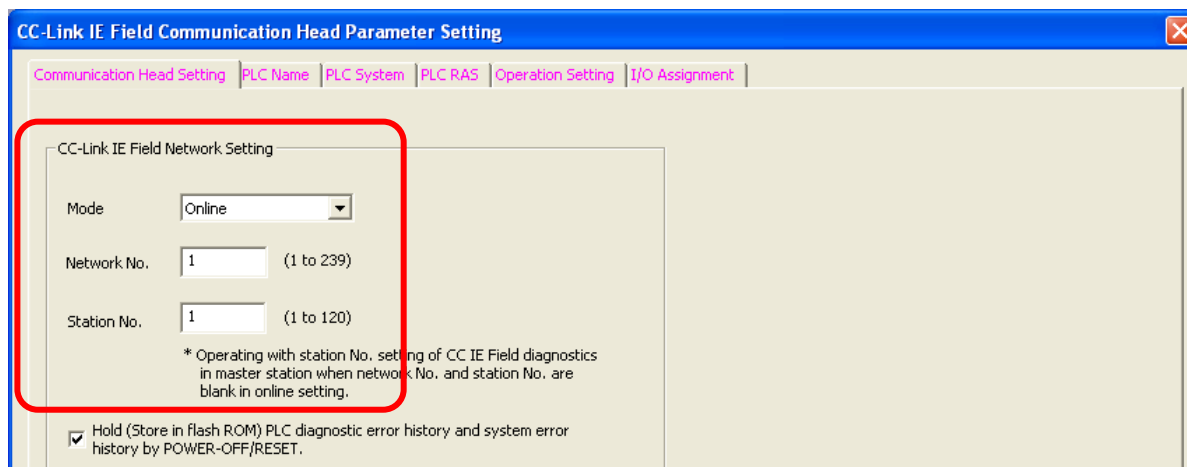 CC-Link IE Field Communication Head Parameter Setting
Communication Head Setting PLC Name PLC System PLC RAS Operation Setting I/O Assignment
CC-Link IE Field Network Setting
Mode Online
Network No. 1 (1 to 239)
Station No. 1 (1 to 120)
* Operating with station No. setting of CC IE Field diagnostics
in master station when network No. and station No. are
blank in online setting.
Hold (Store in flash ROM) PLC diagnostic error history and system error
history by POWER-OFF/RESET.